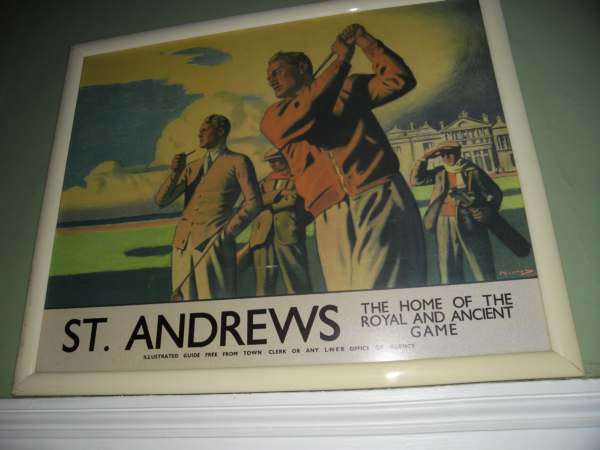 ST. ANDREWS
THE HOME OF THE
ROYAL AND ANCIENT
GAME
ILLUSTRATED GUIDE FREE FROM TOWN CLERK OR ANY L·N·E·R OFFICE OR AGENCY